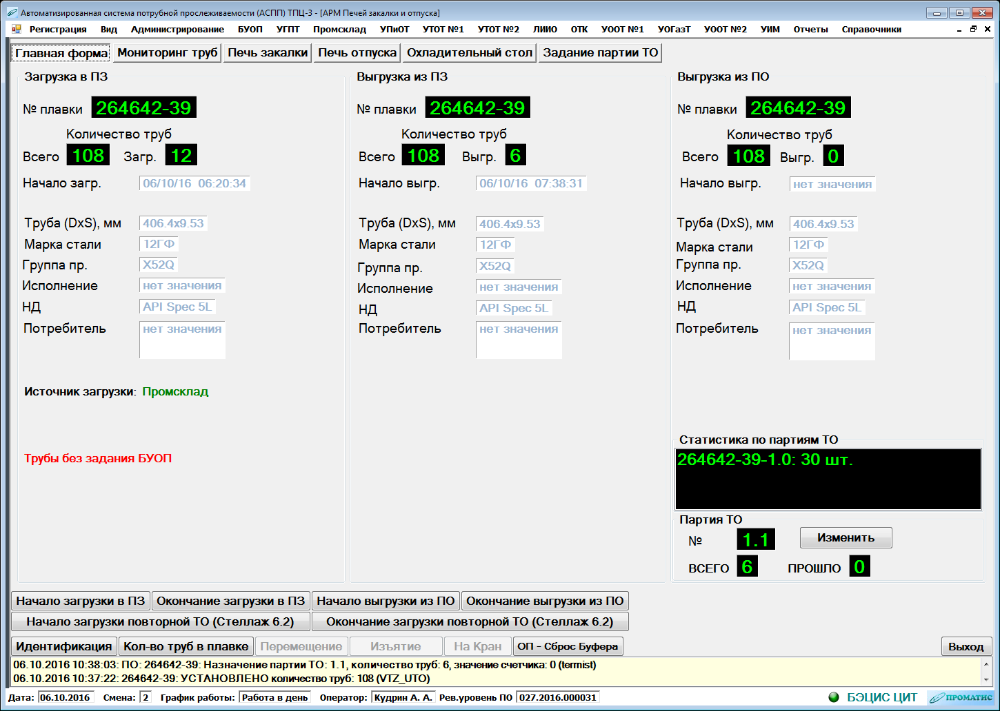 Автоматизированная система потрубной прослеживаемости (АСПП) ТПЦ-3 - [АРМ Печей закалки и отпуска]
Регистрация Вид Администрирование БУОП УГПТ Промсклад УПиОТ УТОТ №1 УТОТ №2 ЛИИО ОТК УООТ №1 УОГазТ УООТ №2 УИМ Отчеты Справочники
Главная форма Мониторинг труб Печь закалки Печь отпуска Охладительный стол Задание партии ТО
Загрузка в ПЗ
№ плавки 264642-39
Количество труб
Всего 108 Загр. 12
Начало загр. 06/10/16 06:20:34
Труба (DxS), мм 406.4x9.53
Марка стали 12ГФ
Группа пр. X52Q
Исполнение нет значения
НД API Spec 5L
Потребитель нет значения
Источник загрузки: Промсклад
Трубы без задания БУОП
Выгрузка из ПЗ
№ плавки 264642-39
Количество труб
Всего 108 Выгр. 6
Начало выгр. 06/10/16 07:38:31
Труба (DxS), мм 406.4x9.53
Марка стали 12ГФ
Группа пр. X52Q
Исполнение нет значения
НД API Spec 5L
Потребитель нет значения
Выгрузка из ПО
№ плавки 264642-39
Количество труб
Всего 108 Выгр. 0
Начало выгр. нет значения
Труба (DxS), мм 406.4x9.53
Марка стали 12ГФ
Группа пр. X52Q
Исполнение нет значения
НД API Spec 5L
Потребитель нет значения
Статистика по партиям ТО
264642-39-1.0: 30 шт.
Партия ТО
№ 1.1 Изменить
ВСЕГО 6 ПРОШЛО 0
Начало загрузки в ПЗ Окончание загрузки в ПЗ Начало выгрузки из ПО Окончание выгрузки из ПО
Начало загрузки повторной ТО (Стеллаж 6.2) Окончание загрузки повторной ТО (Стеллаж 6.2)
Идентификация Кол-во труб в плавке Перемещение Изъятие На Кран ОП - Сброс Буфера Выход
06.10.2016 10:38:03: ПО: 264642-39: Назначение партии ТО: 1.1, количество труб: 6, значение счетчика: 0 (termist)
06.10.2016 10:37:22: 264642-39: УСТАНОВЛЕНО количество труб: 108 (VTZ_UTO)
Дата: 06.10.2016 Смена: 2 График работы: Работа в день Оператор: Кудрин А. А. Рев.уровень ПО 027.2016.000031 БЭЦИС ЦИТ ПРОМАТИС